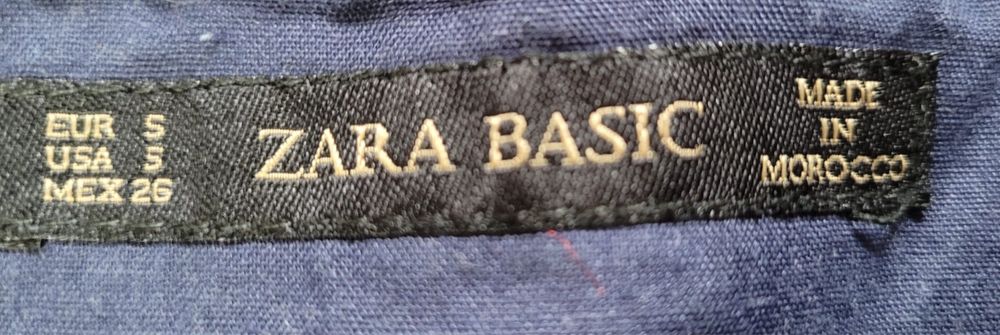 EUR S
USA S
MEX 26
ZARA BASIC
MADE
IN
MOROCCO